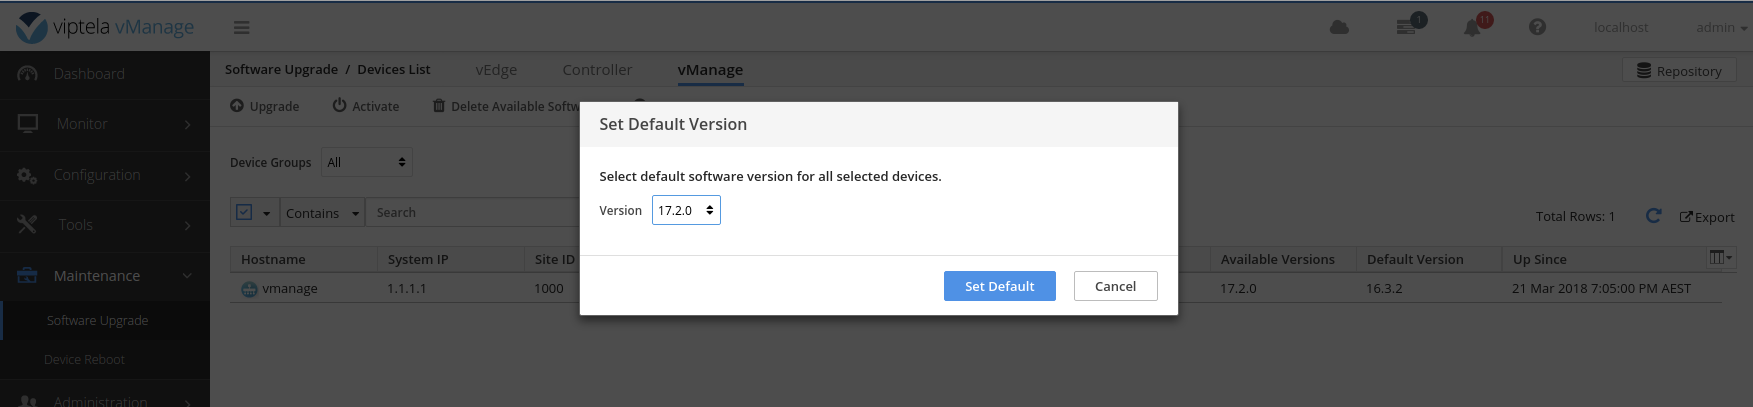 viptela vManage
1
11
localhost
admin
Dashboard
Monitor
Configuration
Tools
Maintenance
Software Upgrade
Device Reboot
Administration
Software Upgrade / Devices List
vEdge
Controller
vManage
Repository
Upgrade
Activate
Delete Available Softw
Device Groups
All
Contains
Search
Total Rows: 1
Export
Hostname System IP Site ID Available Versions Default Version Up Since
vmanage 1.1.1.1 1000 17.2.0 16.3.2 21 Mar 2018 7:05:00 PM AEST
Set Default Version
Select default software version for all selected devices.
Version 17.2.0
Set Default
Cancel